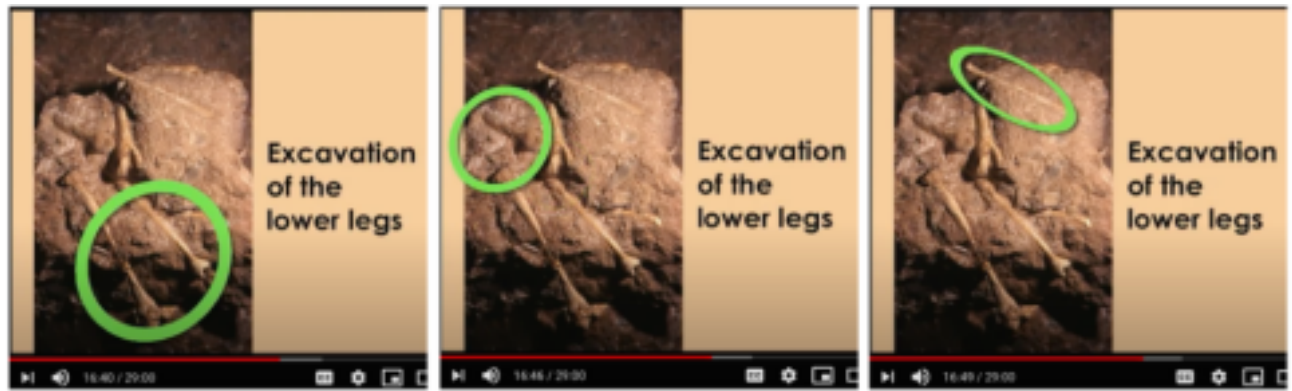 Excavation
of the
lower legs
16:40 / 29:00
Excavation
of the
lower legs
16:46 / 29:00
Excavation
of the
lower legs
16:49 / 29:00